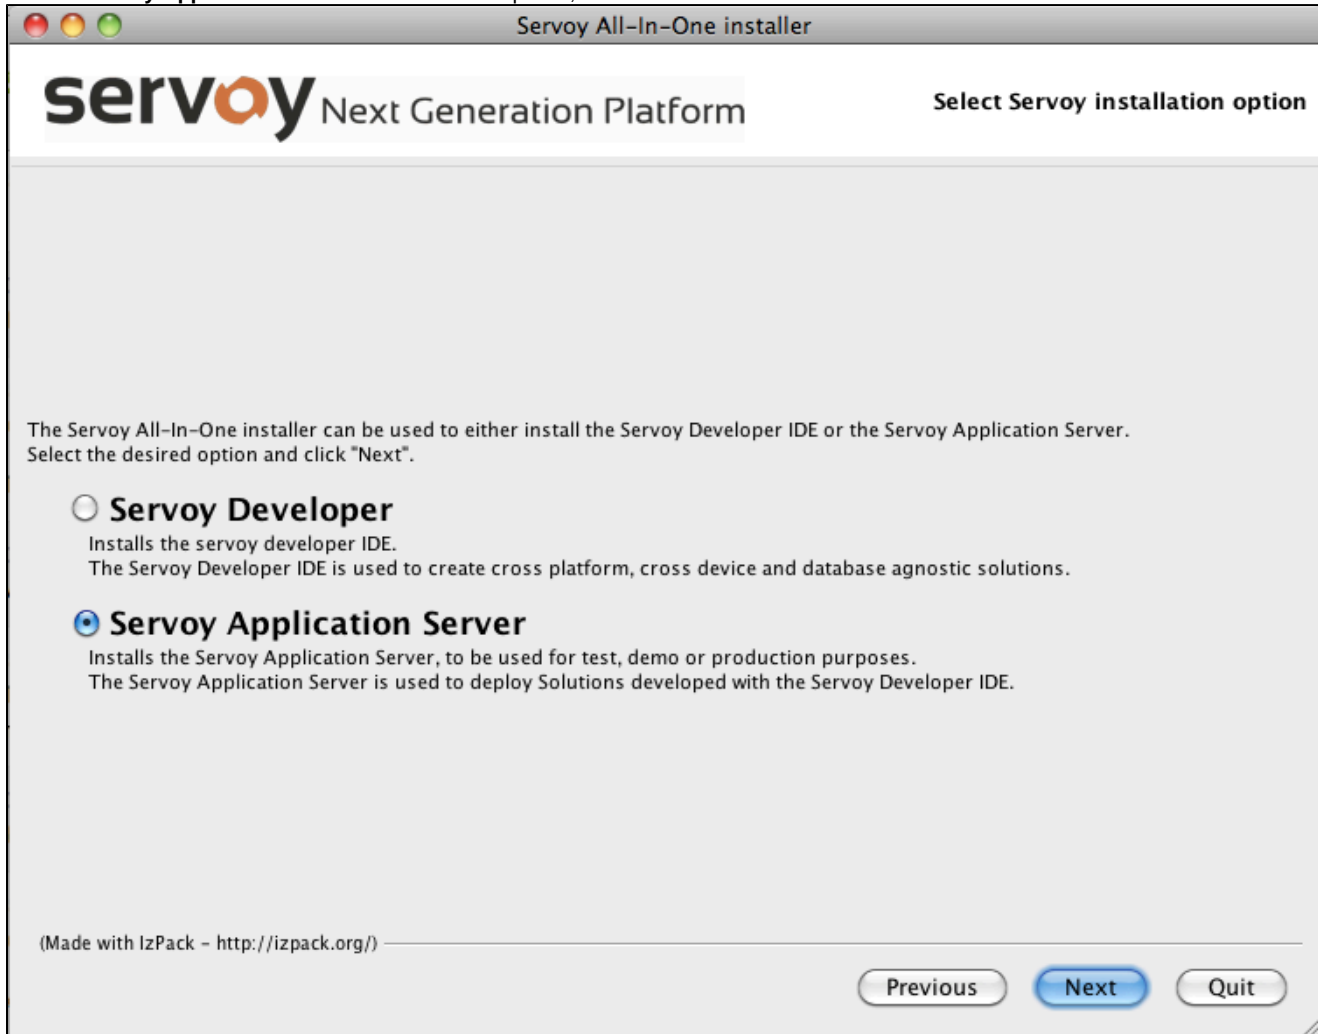 Servoy All-In-One installer
servoy Next Generation Platform
Select Servoy installation option
The Servoy All-In-One installer can be used to either install the Servoy Developer IDE or the Servoy Application Server.
Select the desired option and click "Next".
Servoy Developer
Installs the servoy developer IDE.
The Servoy Developer IDE is used to create cross platform, cross device and database agnostic solutions.
Servoy Application Server
Installs the Servoy Application Server, to be used for test, demo or production purposes.
The Servoy Application Server is used to deploy Solutions developed with the Servoy Developer IDE.
(Made with IzPack - http://izpack.org/)
Previous Next Quit